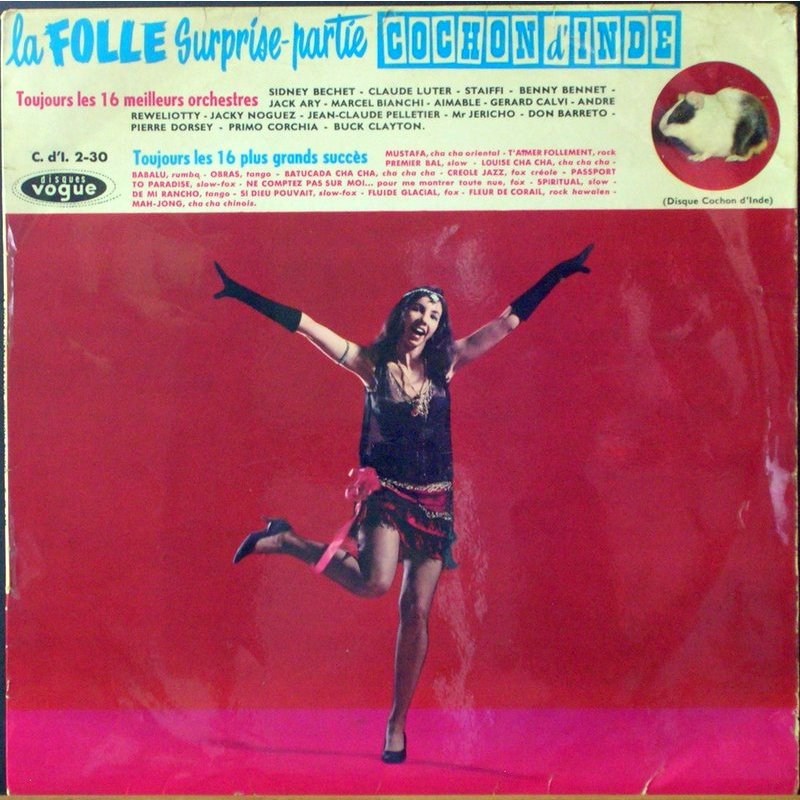 la FOLLE Surprise-partie COCHON d'INDE
Toujours les 16 meilleurs orchestres SIDNEY BECHET - CLAUDE LUTER - STAIFFI - BENNY BENNET -
JACK ARY - MARCEL BIANCHI - AIMABLE - GERARD CALVI - ANDRE
REWELIOTTY - JACKY NOGUEZ - JEAN-CLAUDE PELLETIER - Mr JERICHO - DON BARRETO -
PIERRE DORSEY - PRIMO CORCHIA - BUCK CLAYTON.
C. d'I. 2-30
disques
vogue
Toujours les 16 plus grands succès MUSTAFA, cha cha oriental - T'AIMER FOLLEMENT, rock
PREMIER BAL, slow - LOUISE CHA CHA, cha cha cha -
BABALU, rumba - OBRAS, tango - BATUCADA CHA CHA, cha cha cha - CREOLE JAZZ, fox créole - PASSPORT
TO PARADISE, slow-fox - NE COMPTEZ PAS SUR MOI... pour me montrer toute nue, fox - SPIRITUAL, slow -
DE MI RANCHO, tango - SI DIEU POUVAIT, slow-fox - FLUIDE GLACIAL, fox - FLEUR DE CORAIL, rock hawaïen -
MAH-JONG, cha cha chinois.
(Disque Cochon d'Inde)